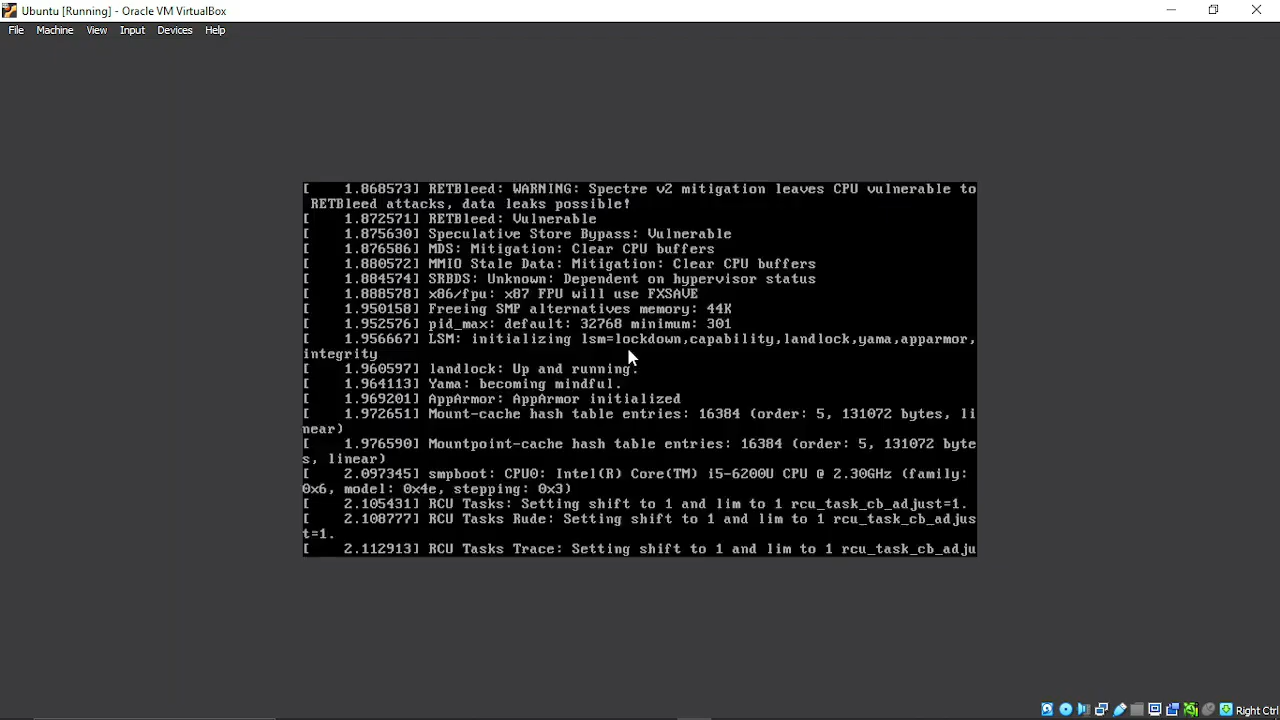 Ubuntu [Running] - Oracle VM VirtualBox
File Machine View Input Devices Help
[    1.868573] RETBleed: WARNING: Spectre v2 mitigation leaves CPU vulnerable to
 RETBleed attacks, data leaks possible!
[    1.872571] RETBleed: Vulnerable
[    1.875630] Speculative Store Bypass: Vulnerable
[    1.876586] MDS: Mitigation: Clear CPU buffers
[    1.880572] MMIO Stale Data: Mitigation: Clear CPU buffers
[    1.884574] SRBDS: Unknown: Dependent on hypervisor status
[    1.888578] x86/fpu: x87 FPU will use FXSAVE
[    1.950158] Freeing SMP alternatives memory: 44K
[    1.952576] pid_max: default: 32768 minimum: 301
[    1.956667] LSM: initializing lsm=lockdown,capability,landlock,yama,apparmor,
integrity
[    1.960597] landlock: Up and running.
[    1.964113] Yama: becoming mindful.
[    1.969201] AppArmor: AppArmor initialized
[    1.972651] Mount-cache hash table entries: 16384 (order: 5, 131072 bytes, li
near)
[    1.976590] Mountpoint-cache hash table entries: 16384 (order: 5, 131072 byte
s, linear)
[    2.097345] smpboot: CPU0: Intel(R) Core(TM) i5-6200U CPU @ 2.30GHz (family:
0x6, model: 0x4e, stepping: 0x3)
[    2.105431] RCU Tasks: Setting shift to 1 and lim to 1 rcu_task_cb_adjust=1.
[    2.108777] RCU Tasks Rude: Setting shift to 1 and lim to 1 rcu_task_cb_adjus
t=1.
[    2.112913] RCU Tasks Trace: Setting shift to 1 and lim to 1 rcu_task_cb_adju
Right Ctrl